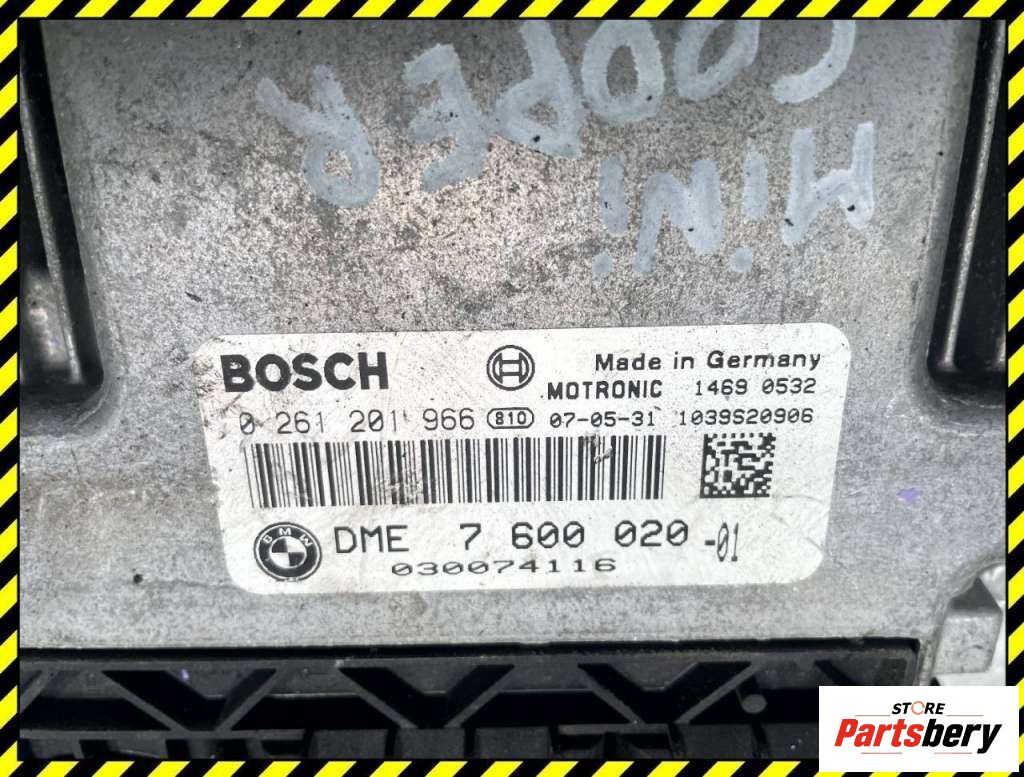 MINI
COOPER
BOSCH
Made in Germany
MOTRONIC 1469 0532
0 261 201 966 810 07-05-31 1039S20906
BMW
DME 7 600 020 -01
030074116
STORE
Partsbery